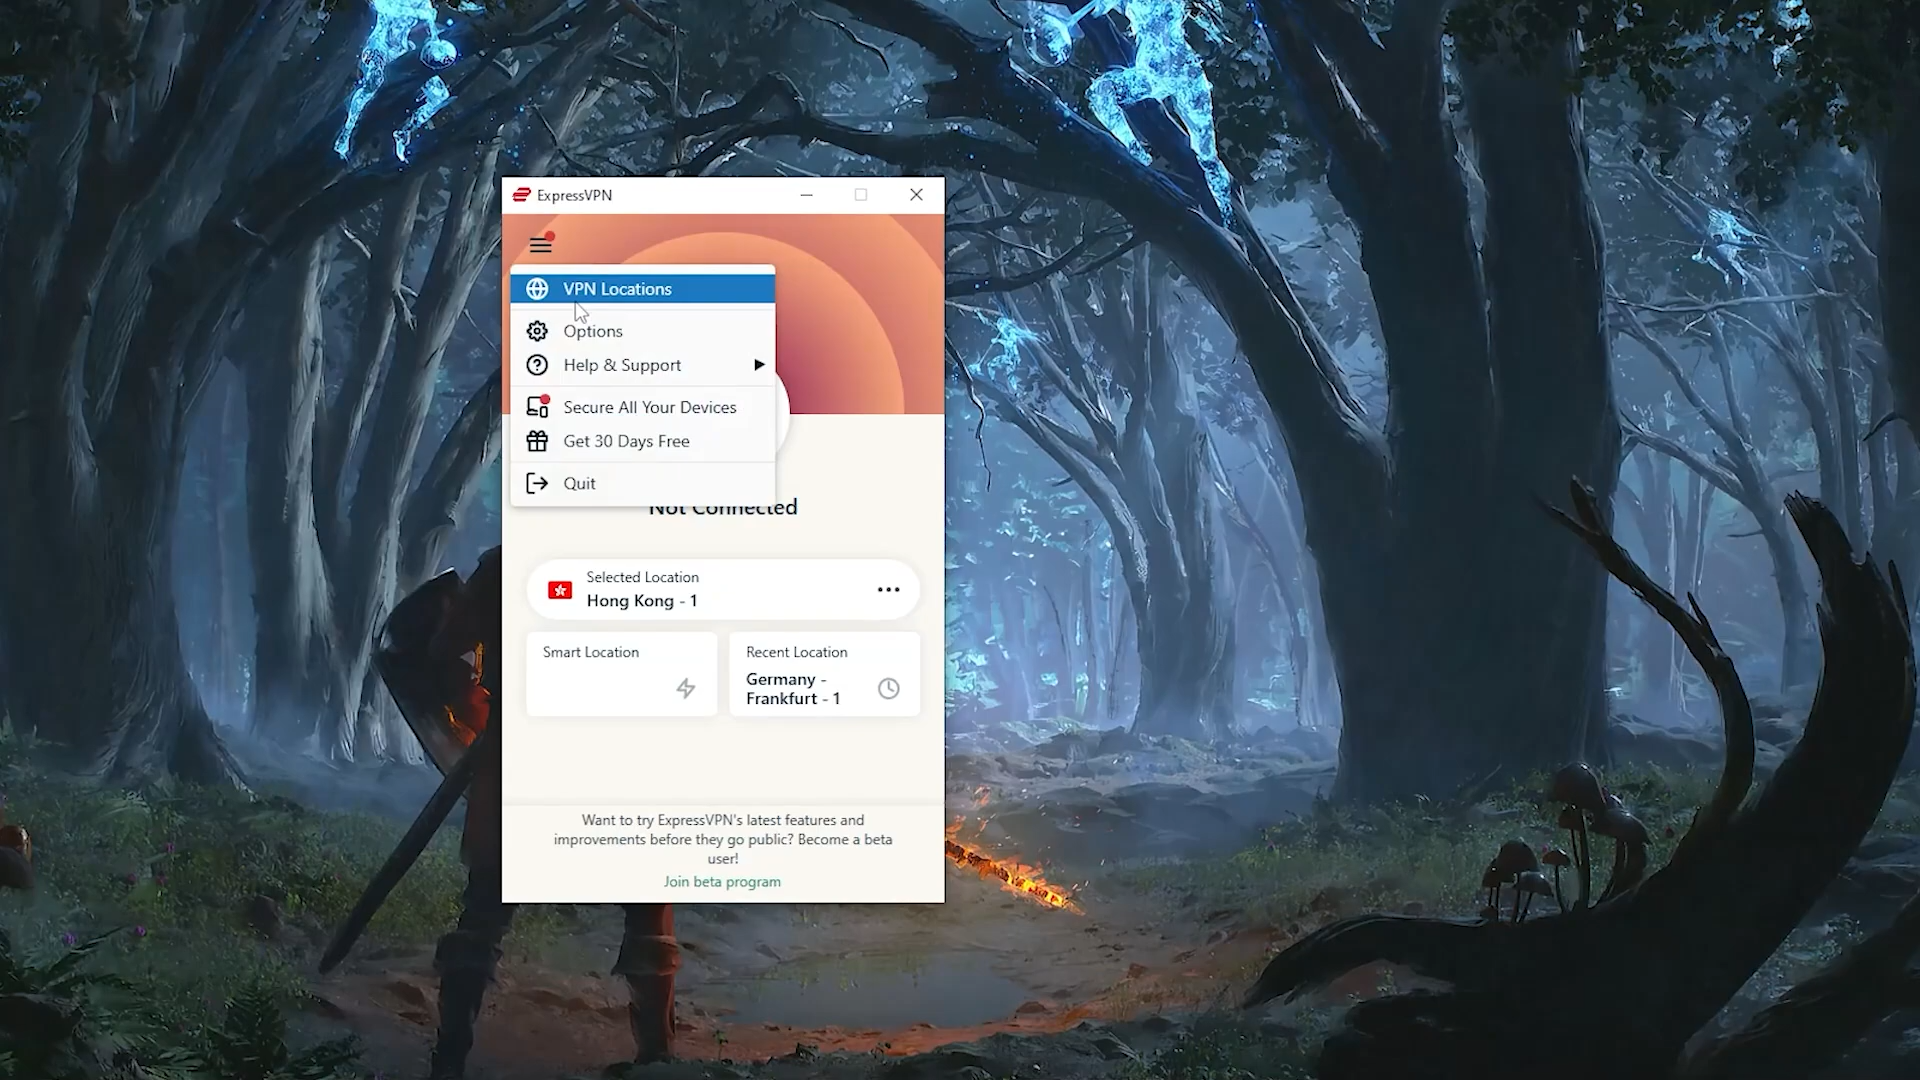 ExpressVPN
VPN Locations
Options
Help & Support
Secure All Your Devices
Get 30 Days Free
Quit
Not Connected
Selected Location
Hong Kong - 1
Smart Location
Recent Location
Germany -
Frankfurt - 1
Want to try ExpressVPN's latest features and
improvements before they go public? Become a beta
user!
Join beta program